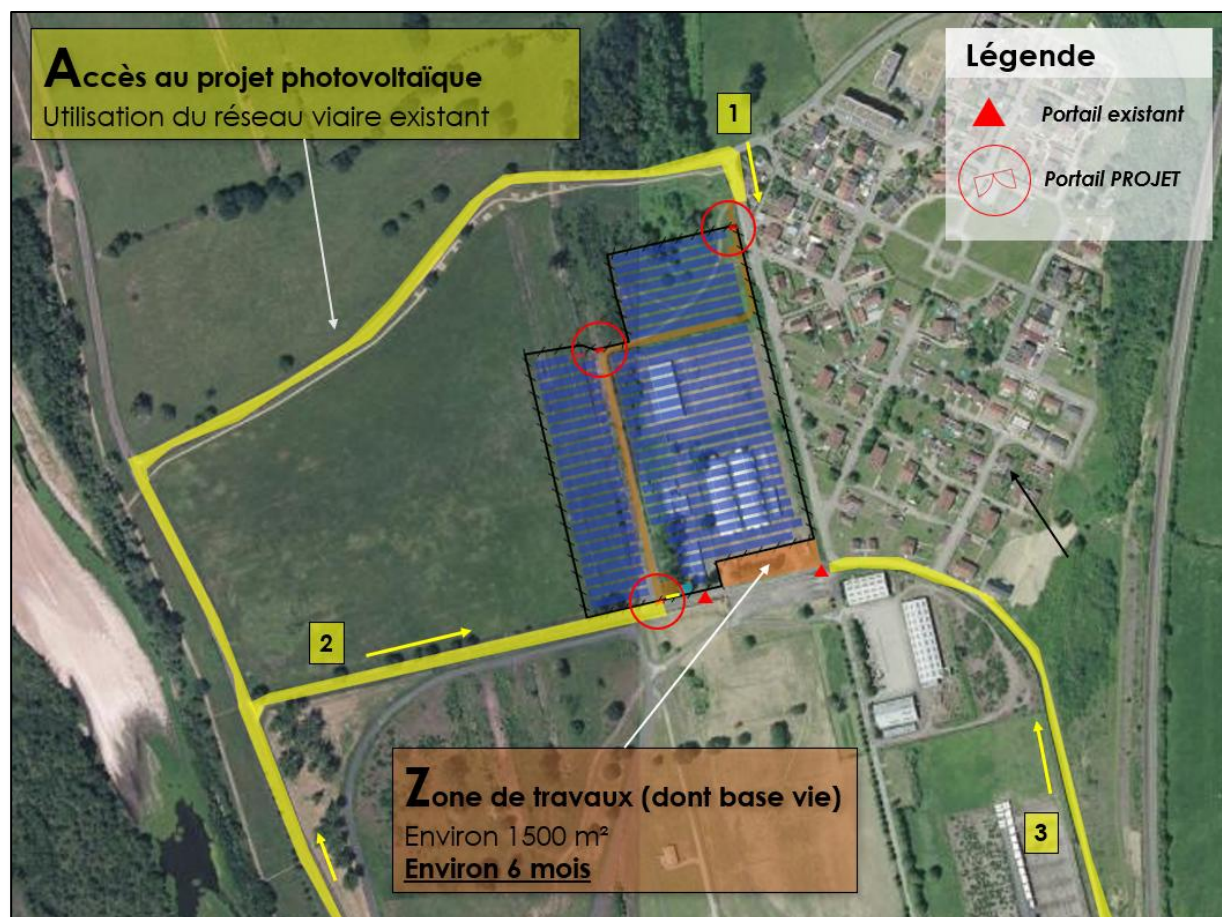 Accès au projet photovoltaïque
Utilisation du réseau viaire existant
Légende
Portail existant
Portail PROJET
1
2
3
Zone de travaux (dont base vie)
Environ 1500 m²
Environ 6 mois